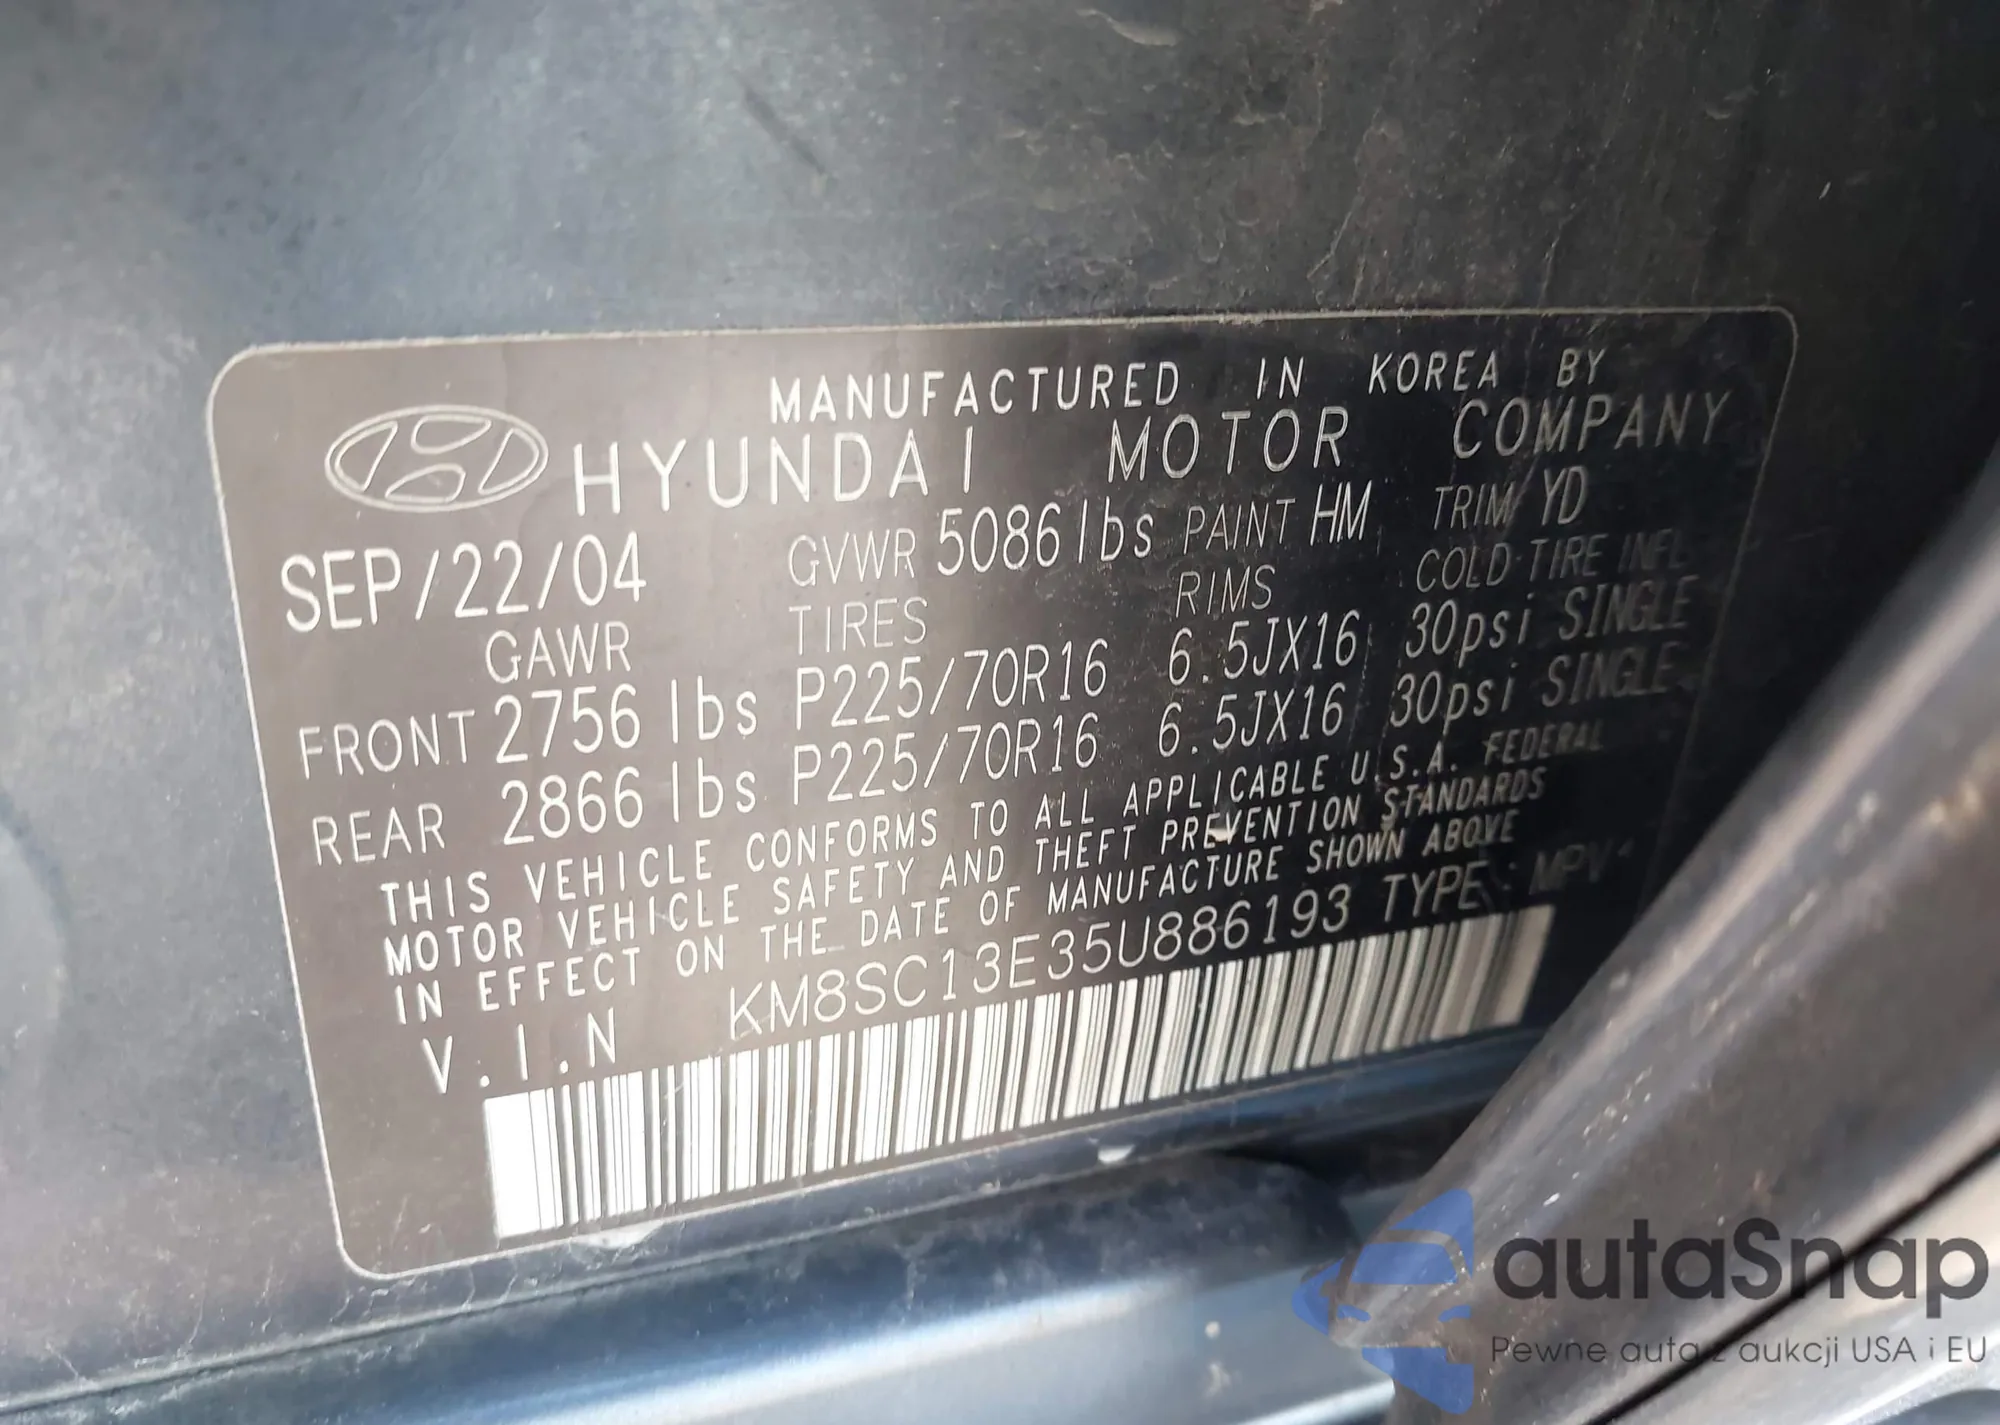 MANUFACTURED IN KOREA BY
HYUNDAI MOTOR COMPANY
SEP/22/04 GVWR 5086 lbs PAINT HM TRIM YD
GAWR TIRES RIMS COLD TIRE INFL
FRONT 2756 lbs P225/70R16 6.5JX16 30psi SINGLE
REAR 2866 lbs P225/70R16 6.5JX16 30psi SINGLE
THIS VEHICLE CONFORMS TO ALL APPLICABLE U.S.A. FEDERAL
MOTOR VEHICLE SAFETY AND THEFT PREVENTION STANDARDS
IN EFFECT ON THE DATE OF MANUFACTURE SHOWN ABOVE
V.I.N KM8SC13E35U886193 TYPE : MPV
autaSnap
Pewne auta z aukcji USA i EU